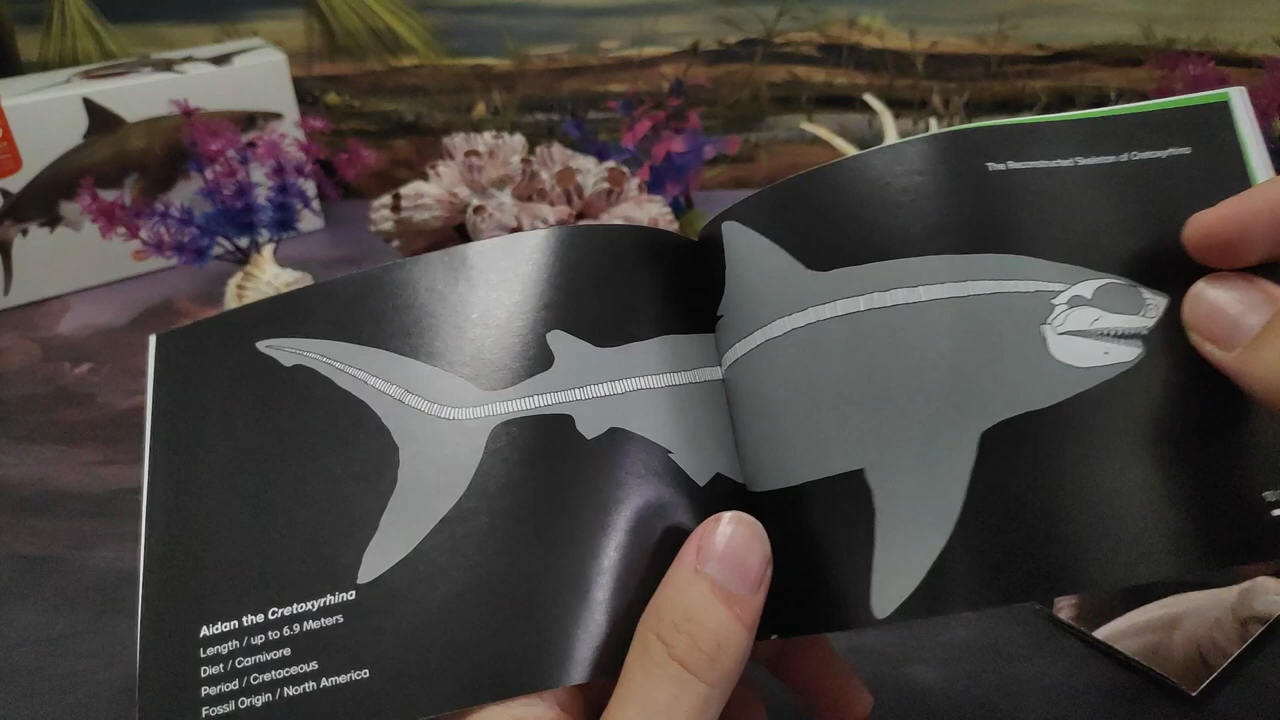 The Reconstructed Skeleton of Cretoxyrhina
Aidan the Cretoxyrhina
Length / up to 6.9 Meters
Diet / Carnivore
Period / Cretaceous
Fossil Origin / North America